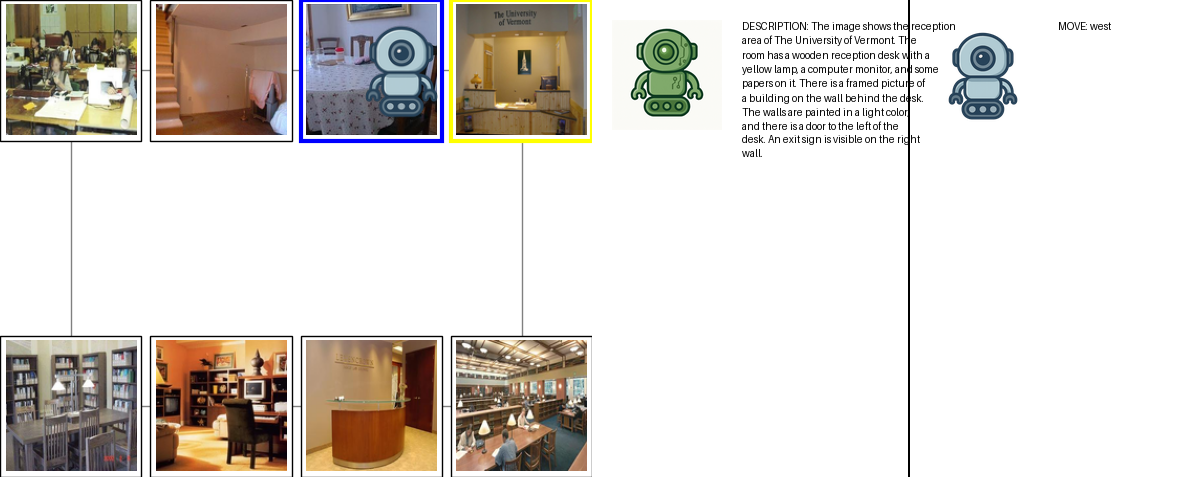 The University
of Vermont
DESCRIPTION: The image shows the reception
area of The University of Vermont. The
room has a wooden reception desk with a
yellow lamp, a computer monitor, and some
papers on it. There is a framed picture of
a building on the wall behind the desk.
The walls are painted in a light color,
and there is a door to the left of the
desk. An exit sign is visible on the right
wall.
MOVE: west